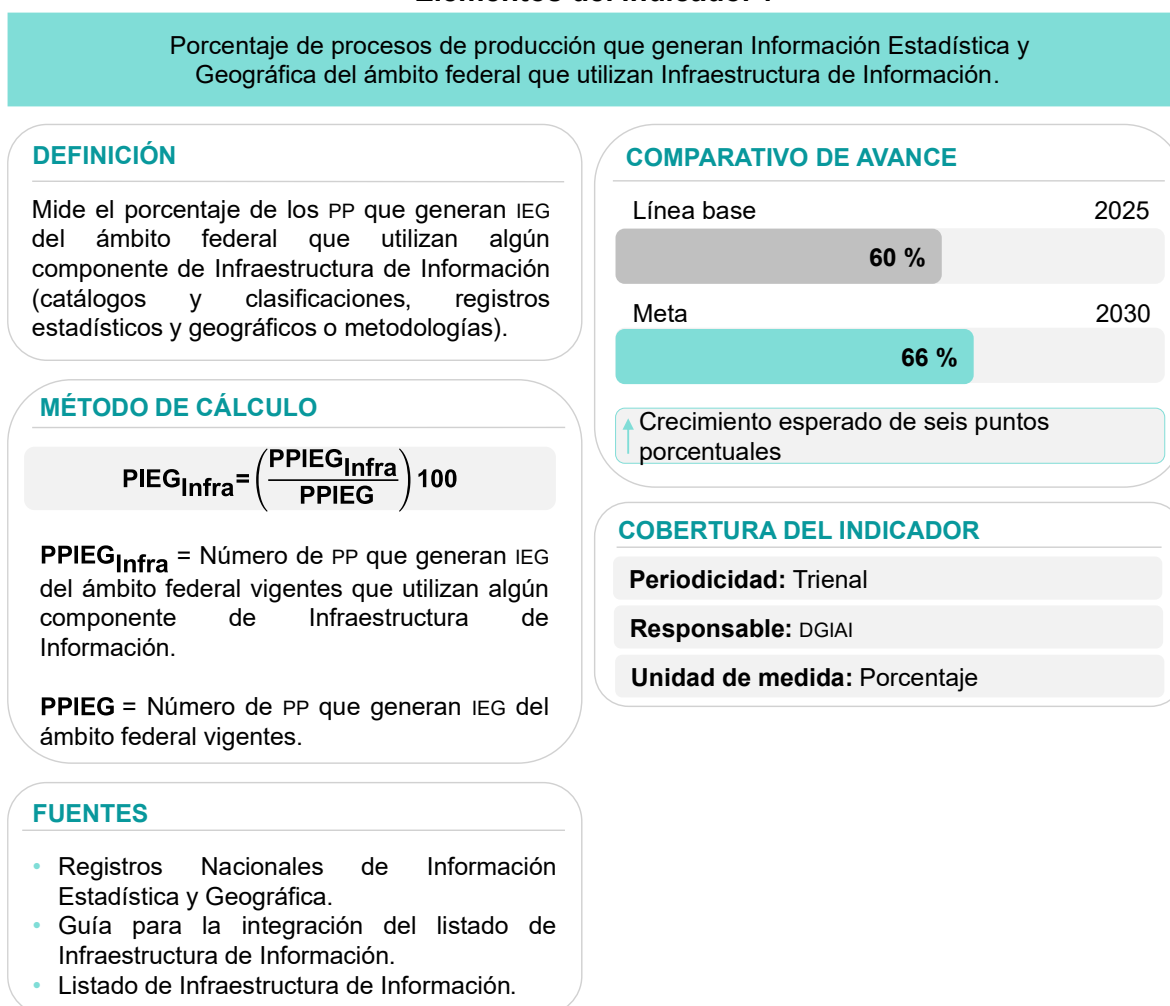 Porcentaje de procesos de producción que generan Información Estadística y
Geográfica del ámbito federal que utilizan Infraestructura de Información.
DEFINICIÓN
Mide el porcentaje de los PP que generan IEG
del ámbito federal que utilizan algún
componente de Infraestructura de Información
(catálogos y clasificaciones, registros
estadísticos y geográficos o metodologías).
MÉTODO DE CÁLCULO
PIEG_Infra = (PPIEG_Infra / PPIEG) 100
PPIEG_Infra = Número de PP que generan IEG
del ámbito federal vigentes que utilizan algún
componente de Infraestructura de
Información.
PPIEG = Número de PP que generan IEG del
ámbito federal vigentes.
FUENTES
• Registros Nacionales de Información
Estadística y Geográfica.
• Guía para la integración del listado de
Infraestructura de Información.
• Listado de Infraestructura de Información.
COMPARATIVO DE AVANCE
Línea base 2025
60 %
Meta 2030
66 %
Crecimiento esperado de seis puntos
porcentuales
COBERTURA DEL INDICADOR
Periodicidad: Trienal
Responsable: DGIAI
Unidad de medida: Porcentaje